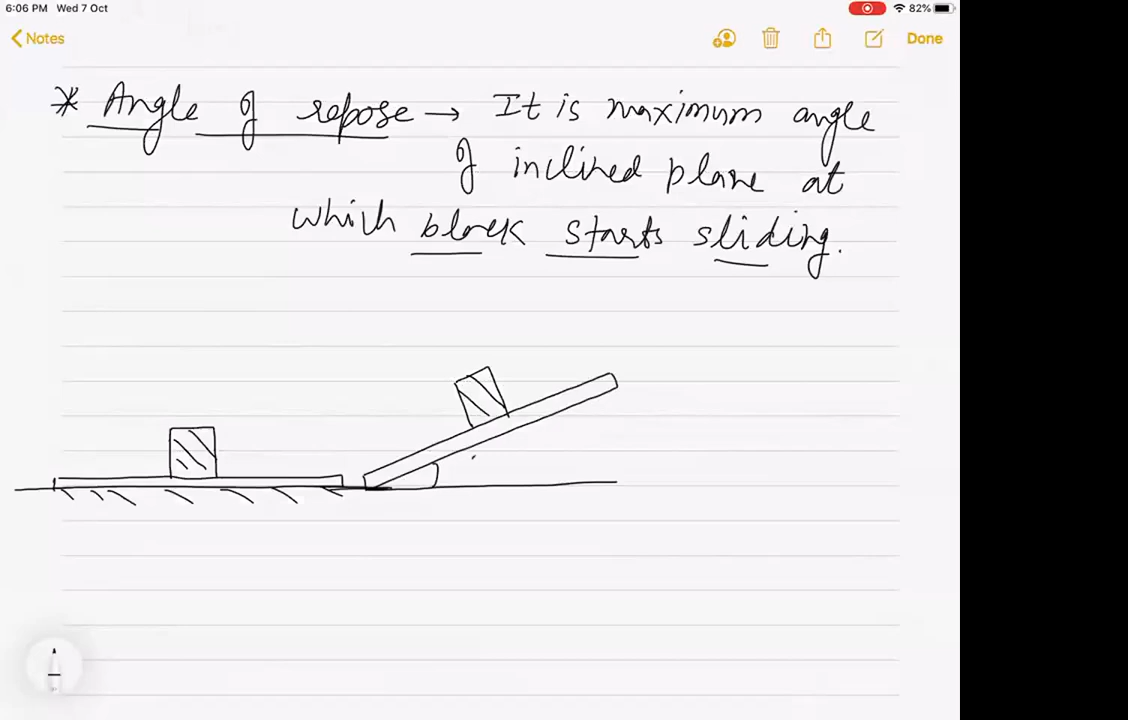 6:06 PM Wed 7 Oct
82%
Notes
Done
* Angle of repose → It is maximum angle
of inclined plane at
which block starts sliding.